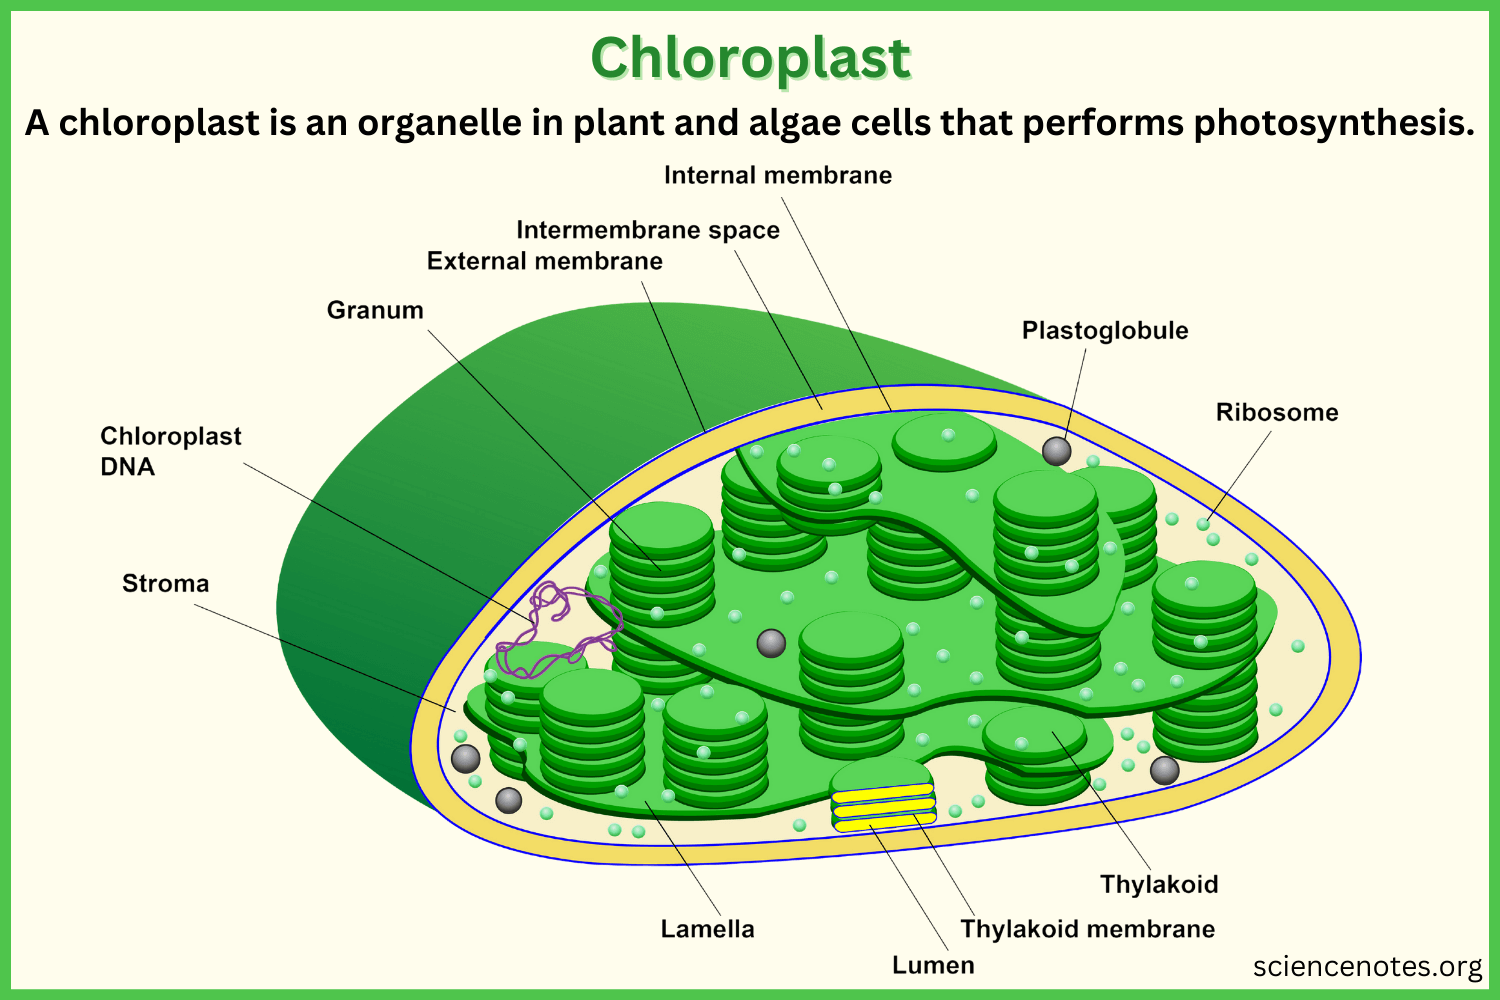 Chloroplast
A chloroplast is an organelle in plant and algae cells that performs photosynthesis.
Internal membrane
Intermembrane space
External membrane
Granum
Plastoglobule
Ribosome
Chloroplast
DNA
Stroma
Thylakoid
Lamella
Thylakoid membrane
Lumen
sciencenotes.org